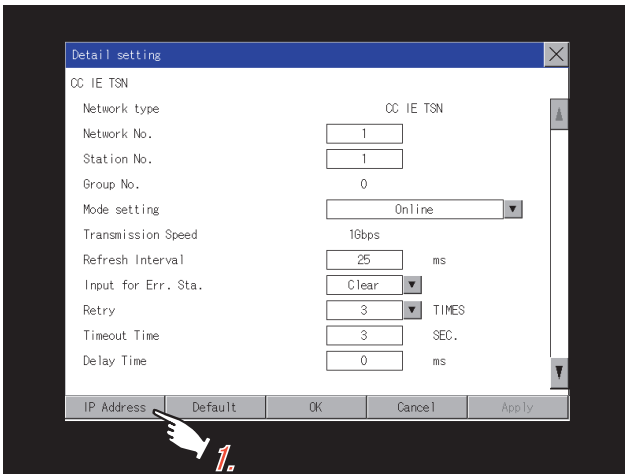 Detail setting
CC IE TSN
Network type CC IE TSN
Network No. 1
Station No. 1
Group No. 0
Mode setting Online
Transmission Speed 1Gbps
Refresh Interval 25 ms
Input for Err. Sta. Clear
Retry 3 TIMES
Timeout Time 3 SEC.
Delay Time 0 ms
IP Address Default OK Cancel Apply
1.